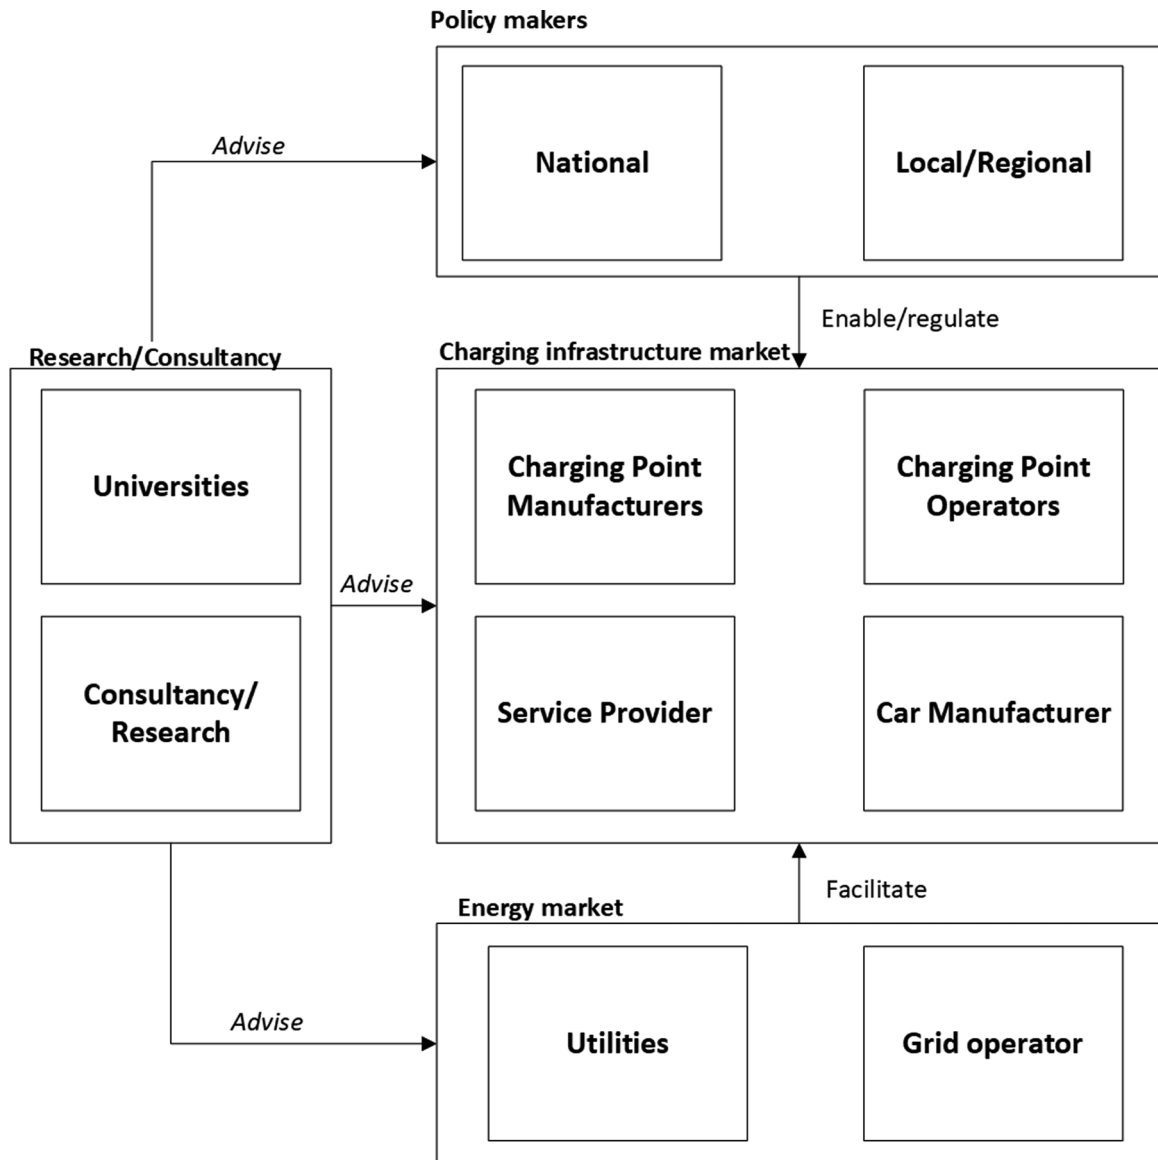 Policy makers
Advise
National
Local/Regional
Enable/regulate
Research/Consultancy
Charging infrastructure market
Universities
Charging Point
Manufacturers
Charging Point
Operators
Advise
Consultancy/
Research
Service Provider
Car Manufacturer
Facilitate
Energy market
Advise
Utilities
Grid operator